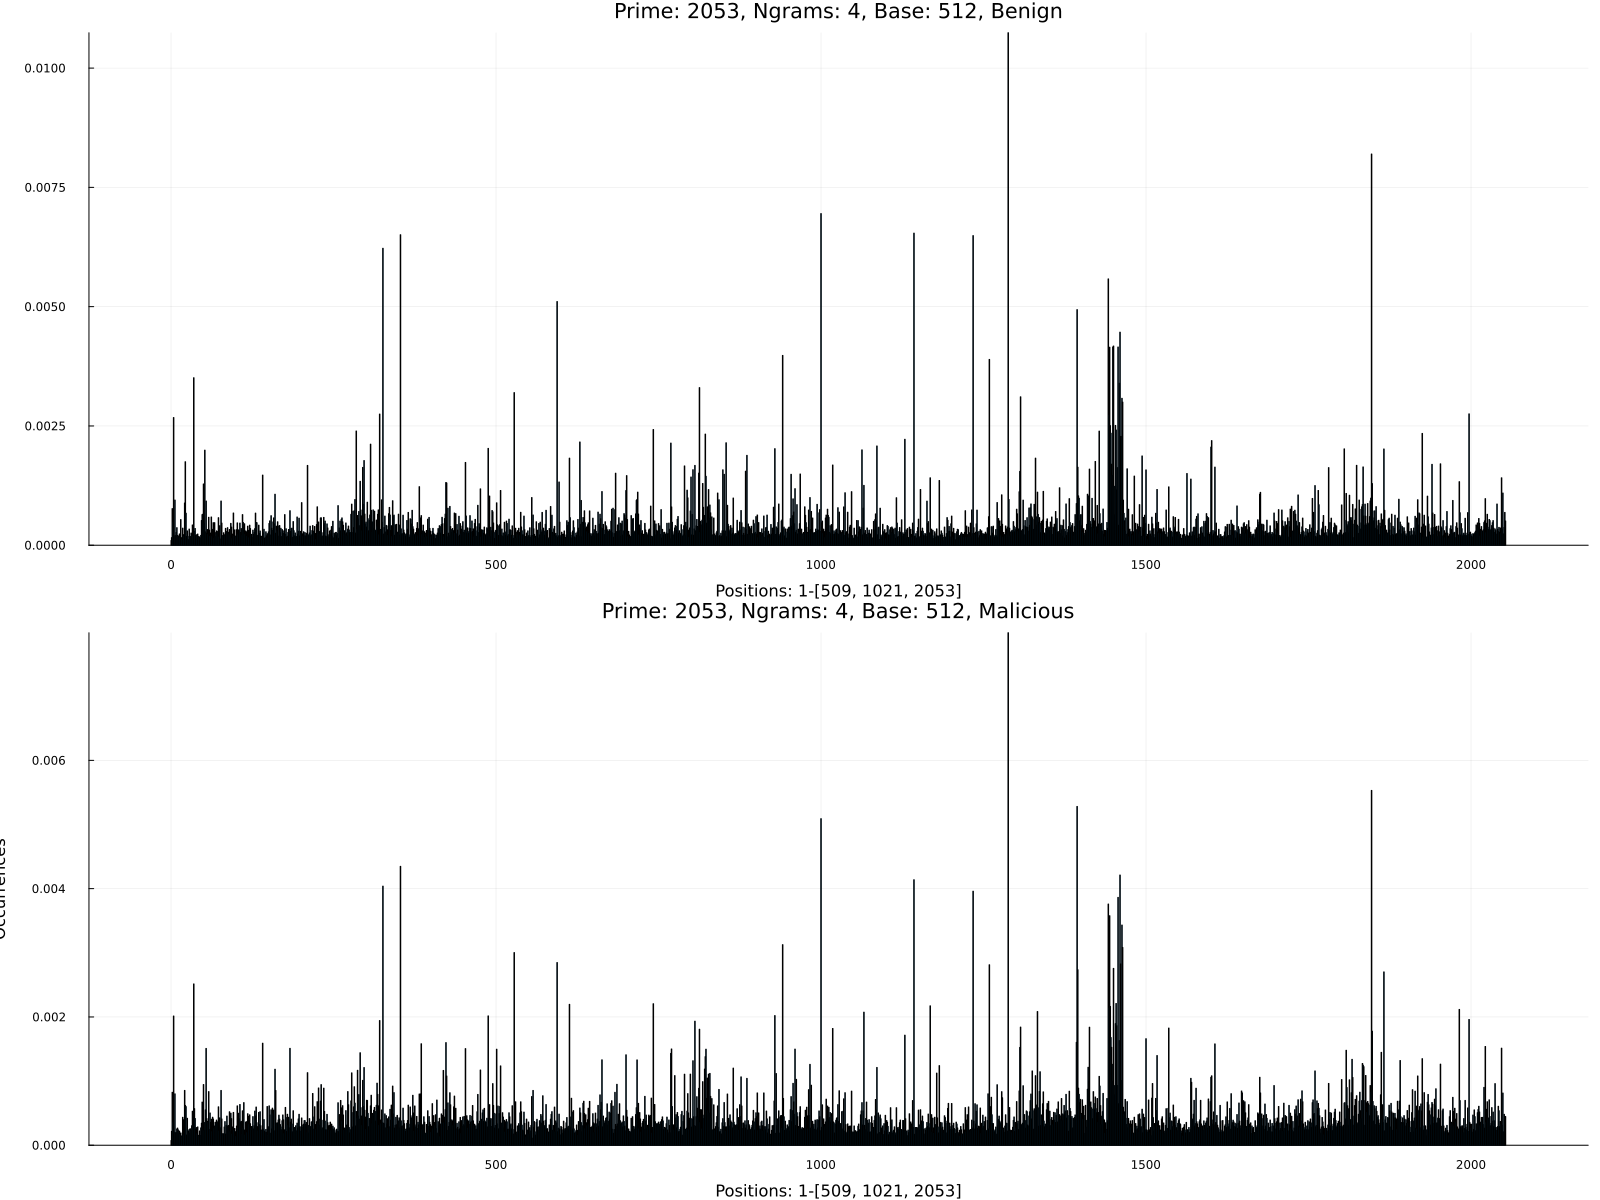 Prime: 2053, Ngrams: 4, Base: 512, Benign
0.0100
0.0075
0.0050
0.0025
0.0000
0 500 1000 1500 2000
Positions: 1-[509, 1021, 2053]
Prime: 2053, Ngrams: 4, Base: 512, Malicious
0.006
0.004
0.002
0.000
Occurrences
0 500 1000 1500 2000
Positions: 1-[509, 1021, 2053]